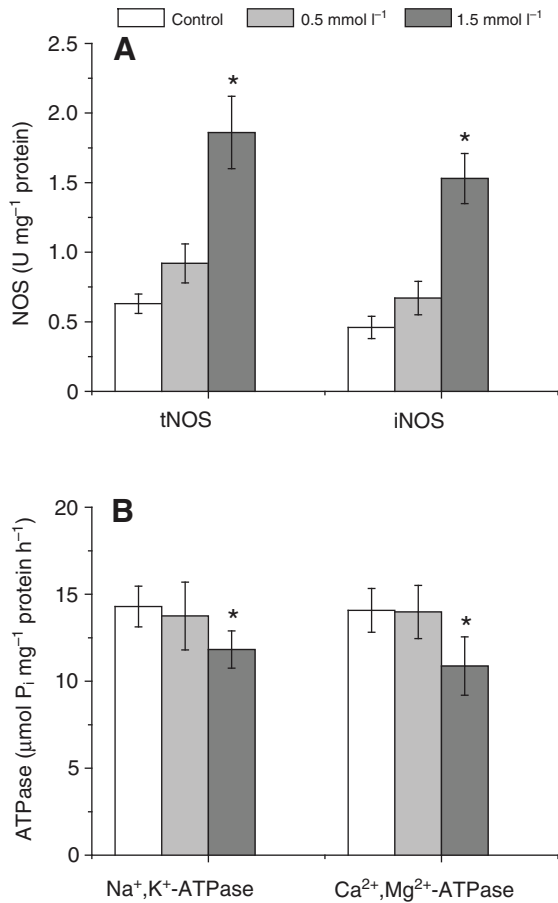 Control 0.5 mmol l⁻¹ 1.5 mmol l⁻¹
A
2.5
2.0
1.5
1.0
0.5
0
NOS (U mg⁻¹ protein)
* *
tNOS iNOS
B
20
15
10
5
0
ATPase (μmol Pᵢ mg⁻¹ protein h⁻¹)
* *
Na⁺,K⁺-ATPase Ca²⁺,Mg²⁺-ATPase